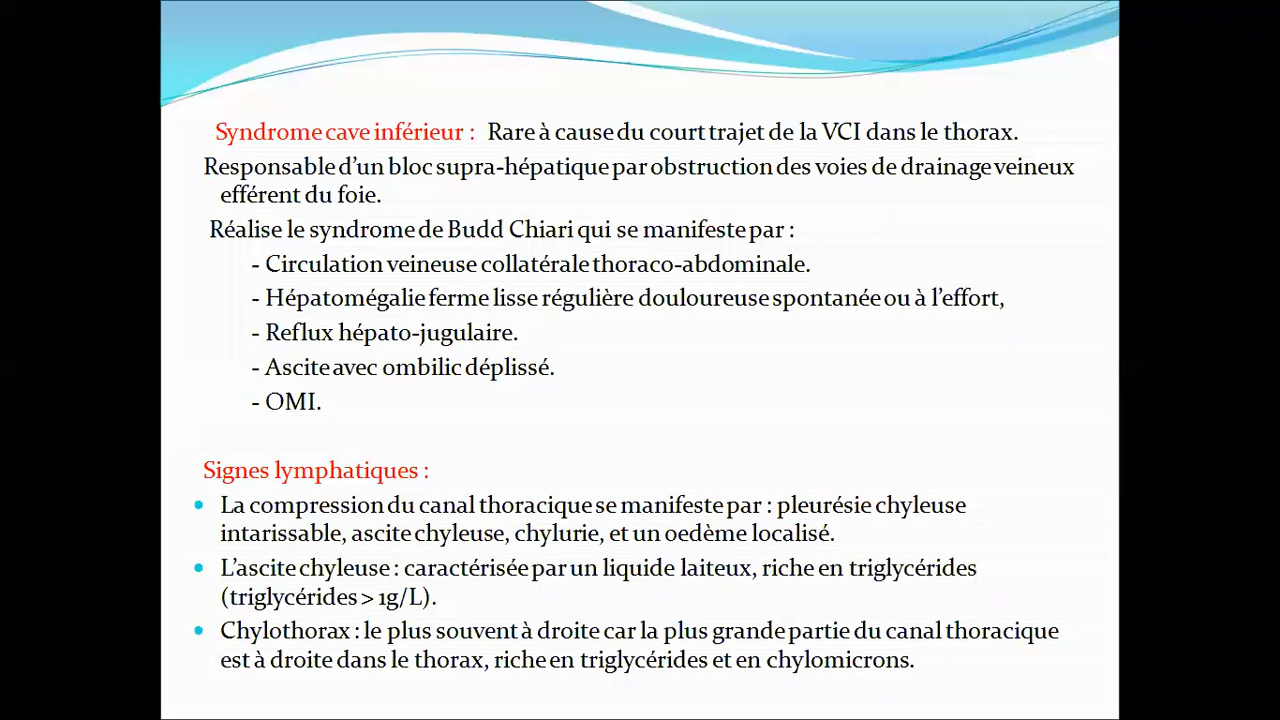 Syndrome cave inférieur : Rare à cause du court trajet de la VCI dans le thorax.
Responsable d’un bloc supra-hépatique par obstruction des voies de drainage veineux
efférent du foie.
Réalise le syndrome de Budd Chiari qui se manifeste par :
- Circulation veineuse collatérale thoraco-abdominale.
- Hépatomégalie ferme lisse régulière douloureuse spontanée ou à l’effort,
- Reflux hépato-jugulaire.
- Ascite avec ombilic déplissé.
- OMI.
Signes lymphatiques :
• La compression du canal thoracique se manifeste par : pleurésie chyleuse
intarissable, ascite chyleuse, chylurie, et un oedème localisé.
• L’ascite chyleuse : caractérisée par un liquide laiteux, riche en triglycérides
(triglycérides > 1g/L).
• Chylothorax : le plus souvent à droite car la plus grande partie du canal thoracique
est à droite dans le thorax, riche en triglycérides et en chylomicrons.